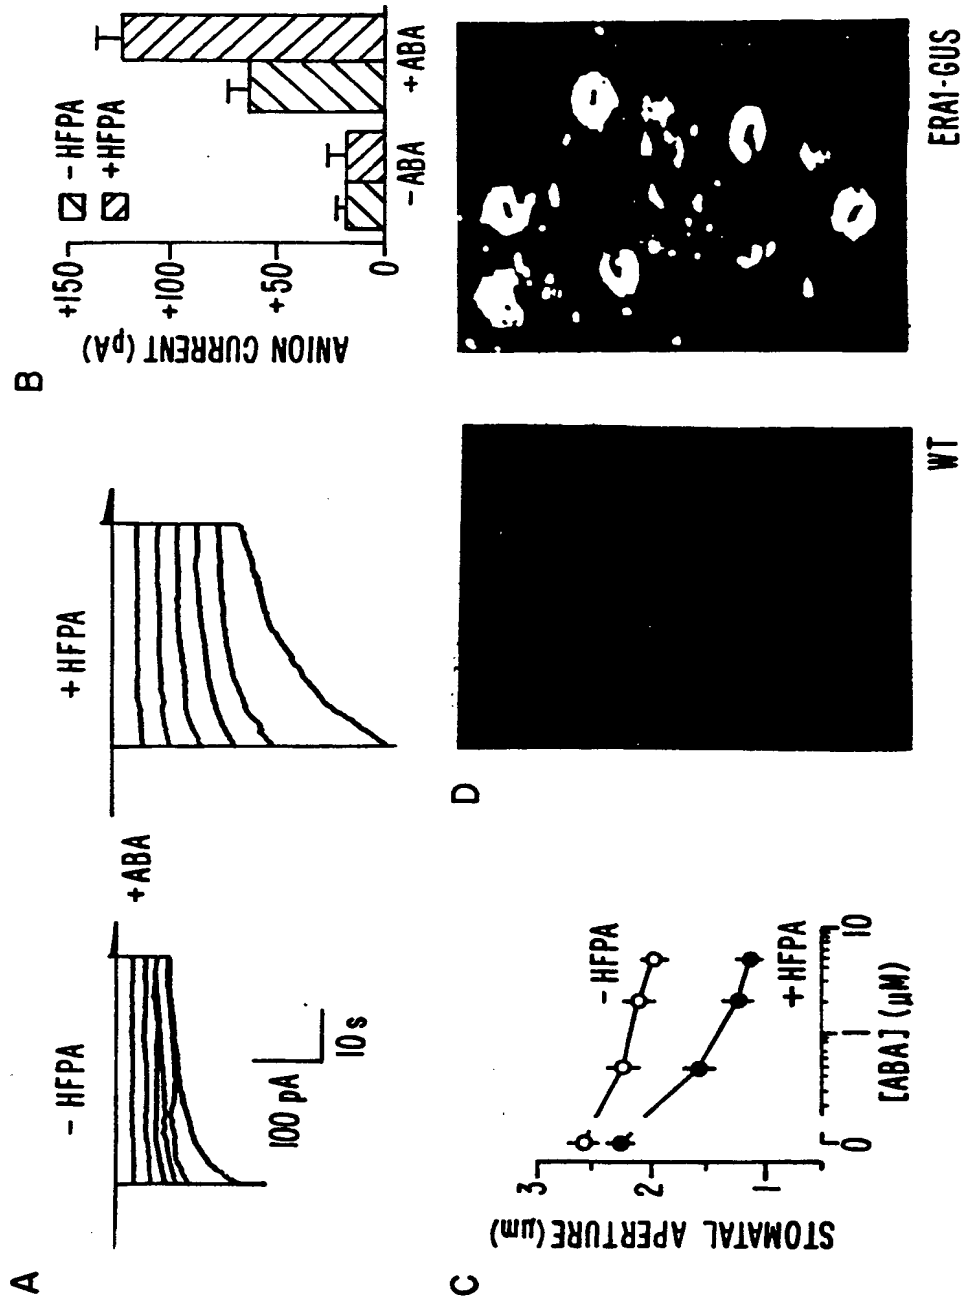 A
- HFPA
+ HFPA
+ABA
100 pA
10 s
B
- HFPA
+HFPA
ANION CURRENT (pA)
+150
+100
+50
0
-ABA
+ABA
C
STOMATAL APERTURE (µm)
3
2
1
- HFPA
+ HFPA
0
1
10
[ABA] (µM)
D
WT
ERA1-GUS